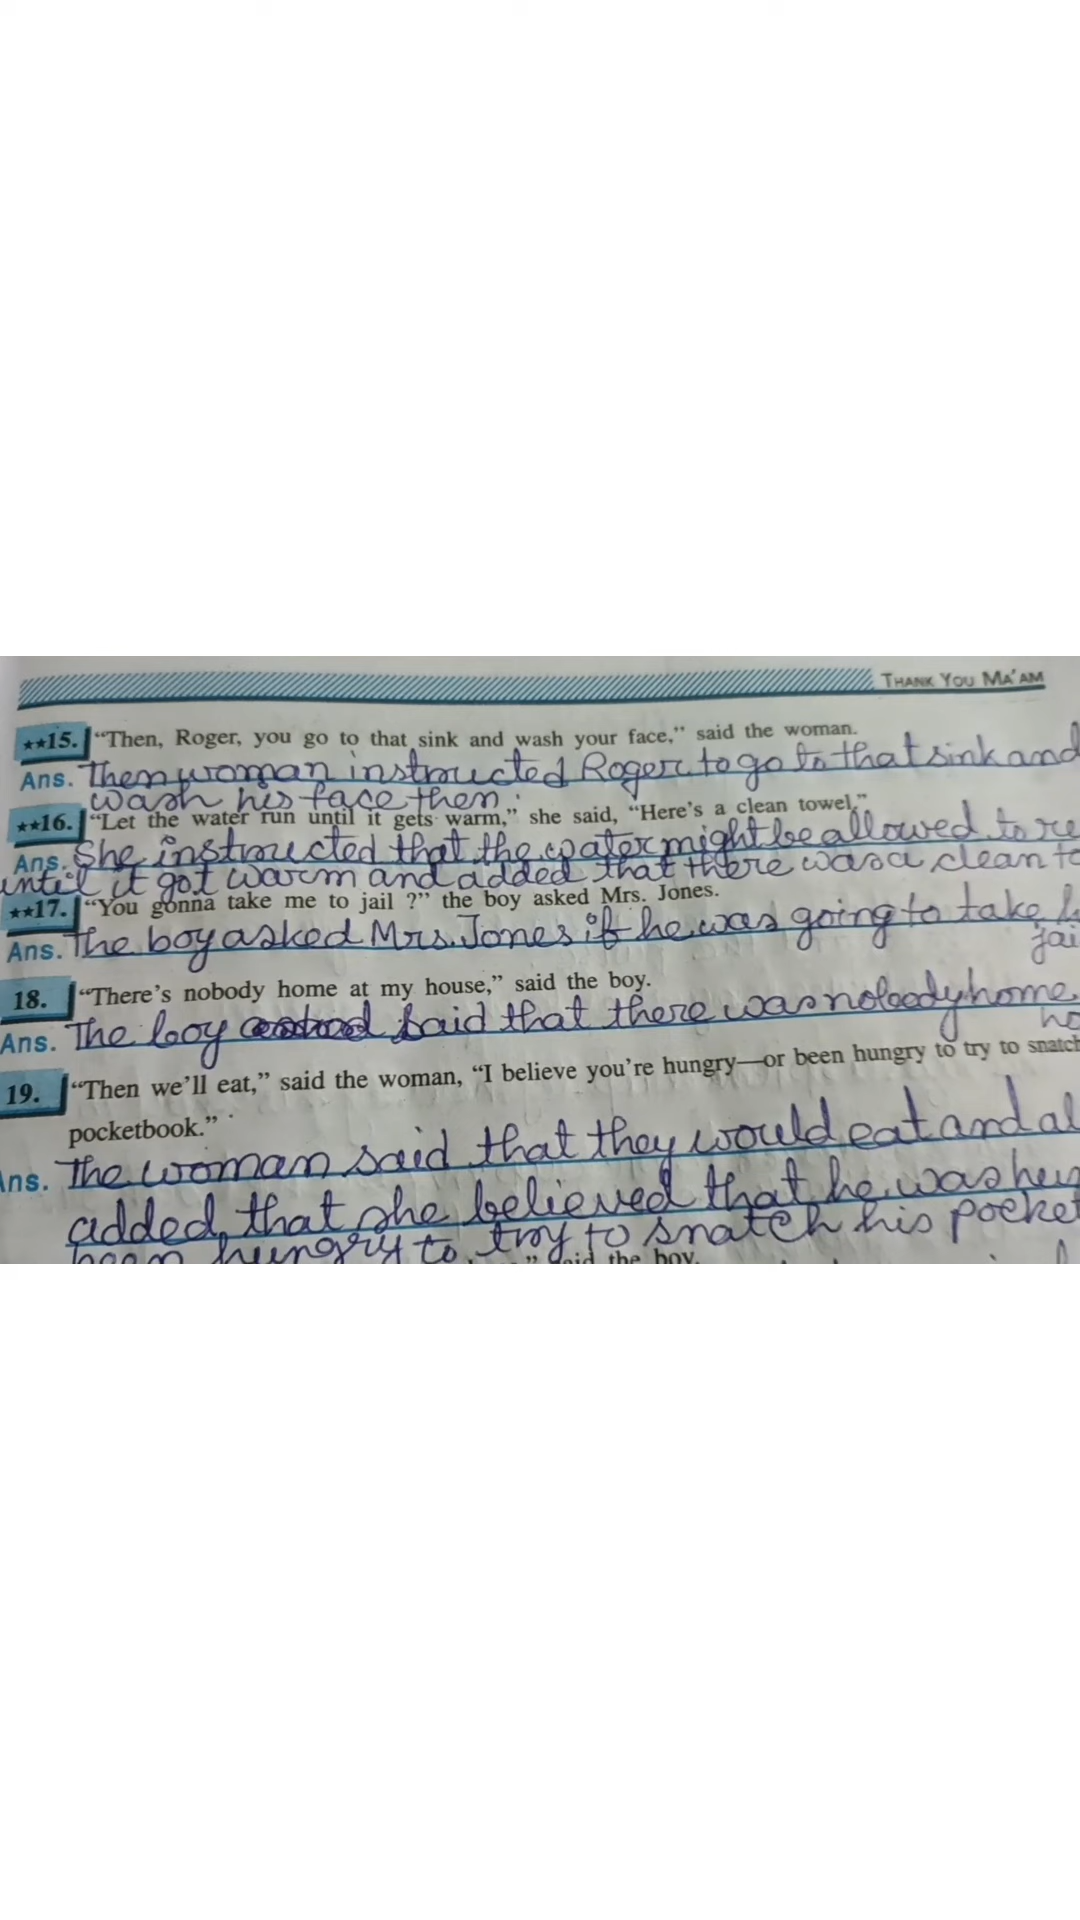 THANK YOU MA'AM
★★15. "Then, Roger, you go to that sink and wash your face," said the woman.
Ans. Then woman instructed Roger to go to that sink and
wash his face then.
★★16. "Let the water run until it gets warm," she said, "Here's a clean towel,"
Ans. She instructed that the water might be allowed to
until it got warm and added that there was a clean
★★17. "You gonna take me to jail ?" the boy asked Mrs. Jones.
Ans. The boy asked Mrs. Jones if he was going to take
18. "There's nobody home at my house," said the boy.
Ans. The boy said that there was nobody home
19. "Then we'll eat," said the woman, "I believe you're hungry—or been hungry to try to snatch
pocketbook."
Ans. The woman said that they would eat and
added that she believed that he was
been hungry to try to snatch his
said the boy.